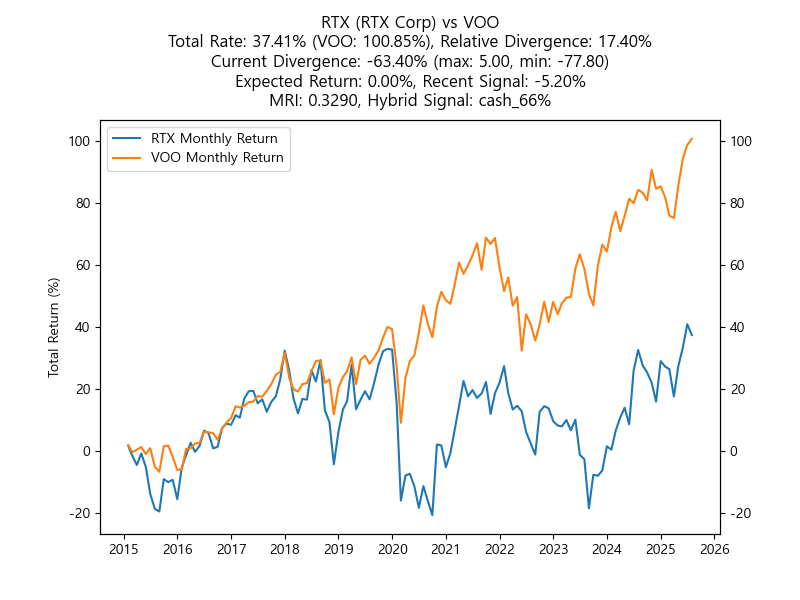 RTX (RTX Corp) vs VOO
Total Rate: 37.41% (VOO: 100.85%), Relative Divergence: 17.40%
Current Divergence: -63.40% (max: 5.00, min: -77.80)
Expected Return: 0.00%, Recent Signal: -5.20%
MRI: 0.3290, Hybrid Signal: cash_66%
RTX Monthly Return
VOO Monthly Return
Total Return (%)
100
80
60
40
20
0
-20
100
80
60
40
20
0
-20
2015 2016 2017 2018 2019 2020 2021 2022 2023 2024 2025 2026